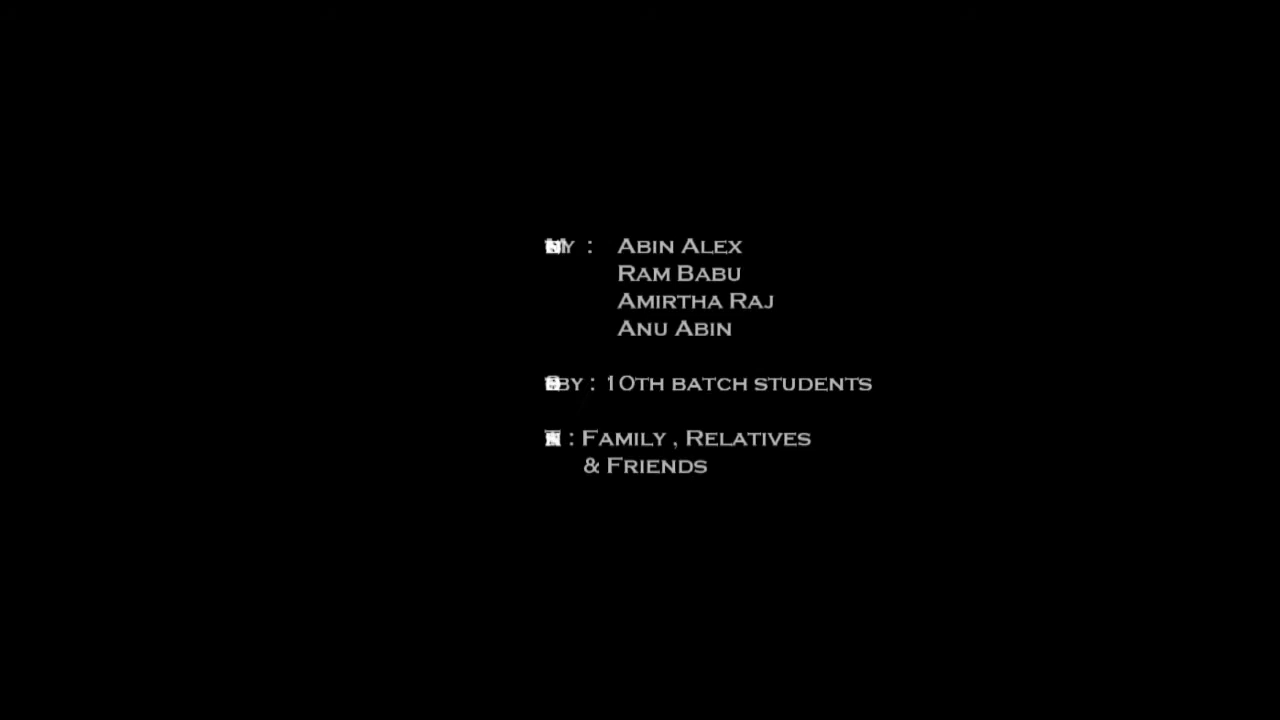 : Abin Alex
Ram Babu
Amirtha Raj
Anu Abin
by : 10th batch students
: Family , Relatives
& Friends